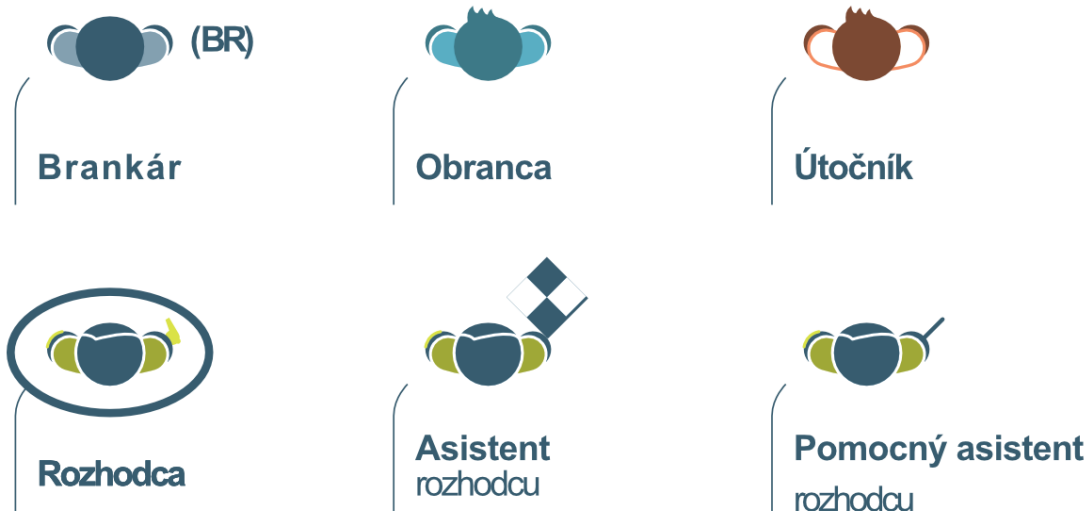 (BR)
Brankár
Obranca
Útočník
Rozhodca
Asistent
rozhodcu
Pomocný asistent
rozhodcu